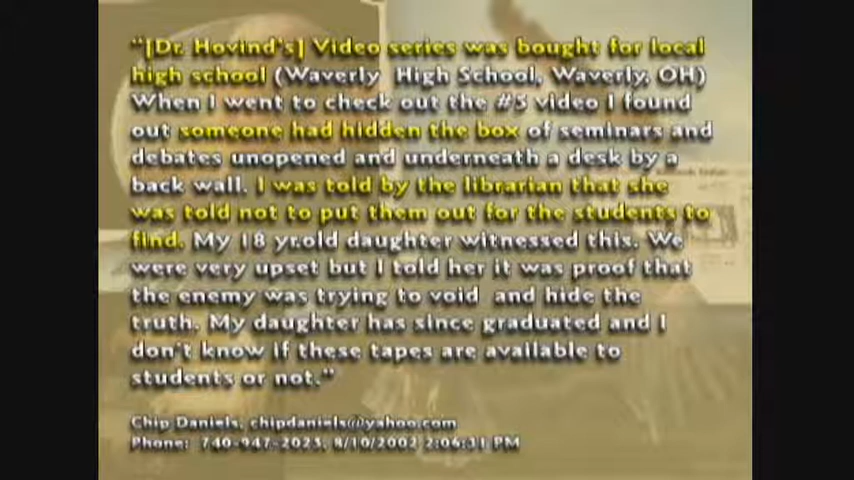 "[Dr. Hovind's] Video series was bought for local
high school (Waverly High School, Waverly, OH)
When I went to check out the #5 video I found
out someone had hidden the box of seminars and
debates unopened and underneath a desk by a
back wall. I was told by the librarian that she
was told not to put them out for the students to
find. My 18 yr.old daughter witnessed this. We
were very upset but I told her it was proof that
the enemy was trying to void and hide the
truth. My daughter has since graduated and I
don't know if these tapes are available to
students or not."
Chip Daniels, chipdaniels@yahoo.com
Phone: 740-947-2025, 8/10/2002 2:06:31 PM